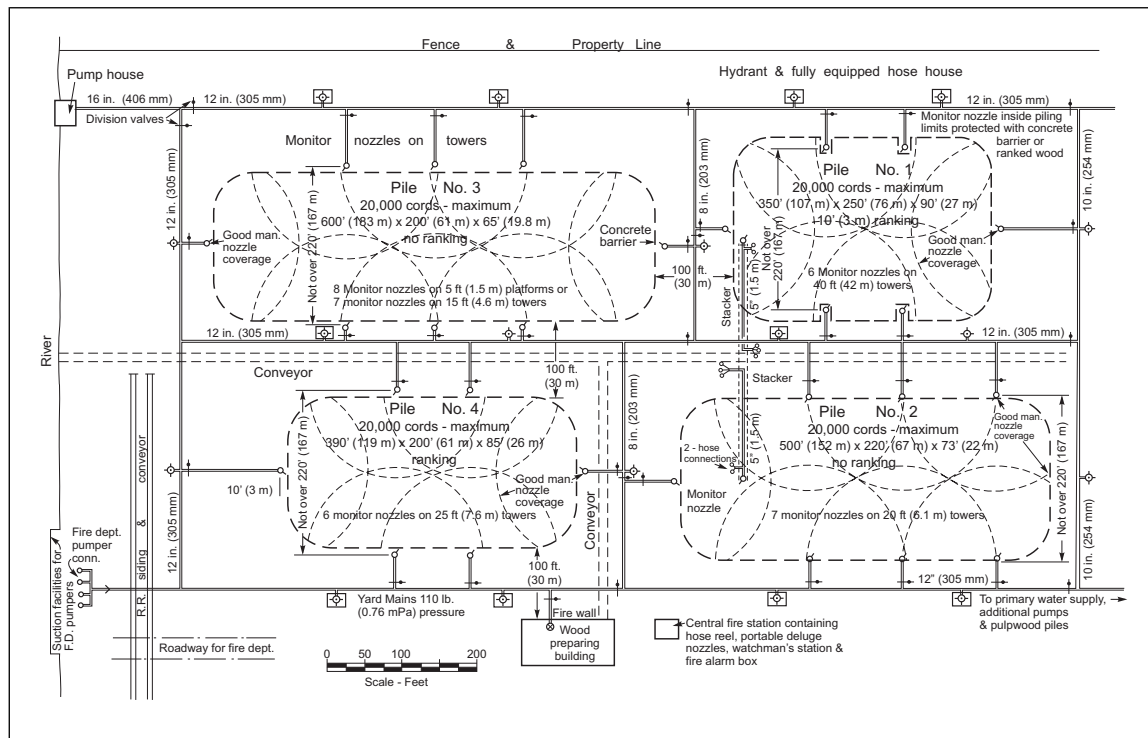 Fence & Property Line
Pump house
Hydrant & fully equipped hose house
16 in. (406 mm)
12 in. (305 mm)
12 in. (305 mm)
12 in. (305 mm)
Division valves
Monitor nozzles on towers
Monitor nozzle inside piling
limits protected with concrete
barrier or
ranked wood
12 in. (305 mm)
Not over 220' (167 m)
Pile No. 3
20,000 cords - maximum
600' (183 m) x 200' (61 m) x 65' (19.8 m)
no ranking
Good man.
nozzle
coverage
Concrete
barrier
8 Monitor nozzles on 5 ft (1.5 m) platforms or
7 monitor nozzles on 15 ft (4.6 m) towers
100 ft.
(30 m)
8 in. (203 mm)
Pile No. 1
20,000 cords - maximum
350' (107 m) x 250' (76 m) x 90' (27 m)
10' (3 m) ranking
Not over
220' (167 m)
Good man.
nozzle
coverage
6 Monitor nozzles on
40 ft (42 m) towers
10 in. (254 mm)
Stacker
5" (1.5 m)
12 in. (305 mm)
12 in. (305 mm)
12 in. (305 mm)
River
Conveyor
100 ft.
(30 m)
Stacker
Not over 220' (167 m)
Pile No. 4
20,000 cords - maximum
390' (119 m) x 200' (61 m) x 85' (26 m)
ranking
Good man.
nozzle
coverage
10' (3 m)
6 monitor nozzles on 25 ft (7.6 m) towers
8 in. (203 mm)
Conveyor
Pile No. 2
20,000 cords - maximum
500' (152 m) x 220' (67 m) x 73' (22 m)
no ranking
Good man.
nozzle
coverage
5" (1.5 m)
2 - hose
connections
Monitor
nozzle
7 monitor nozzles on 20 ft (6.1 m) towers
Not over 220' (167 m)
10 in. (254 mm)
12 in. (305 mm)
R.R. siding & conveyor
Fire dept.
pumper
conn.
Suction facilities for
F.D. pumpers
100 ft.
(30 m)
12" (305 mm)
Yard Mains 110 lb.
(0.76 mPa) pressure
Fire wall
Wood
preparing
building
To primary water supply,
additional pumps
& pulpwood piles
Central fire station containing
hose reel, portable deluge
nozzles, watchman's station &
fire alarm box
Roadway for fire dept.
0 50 100 200
Scale - Feet